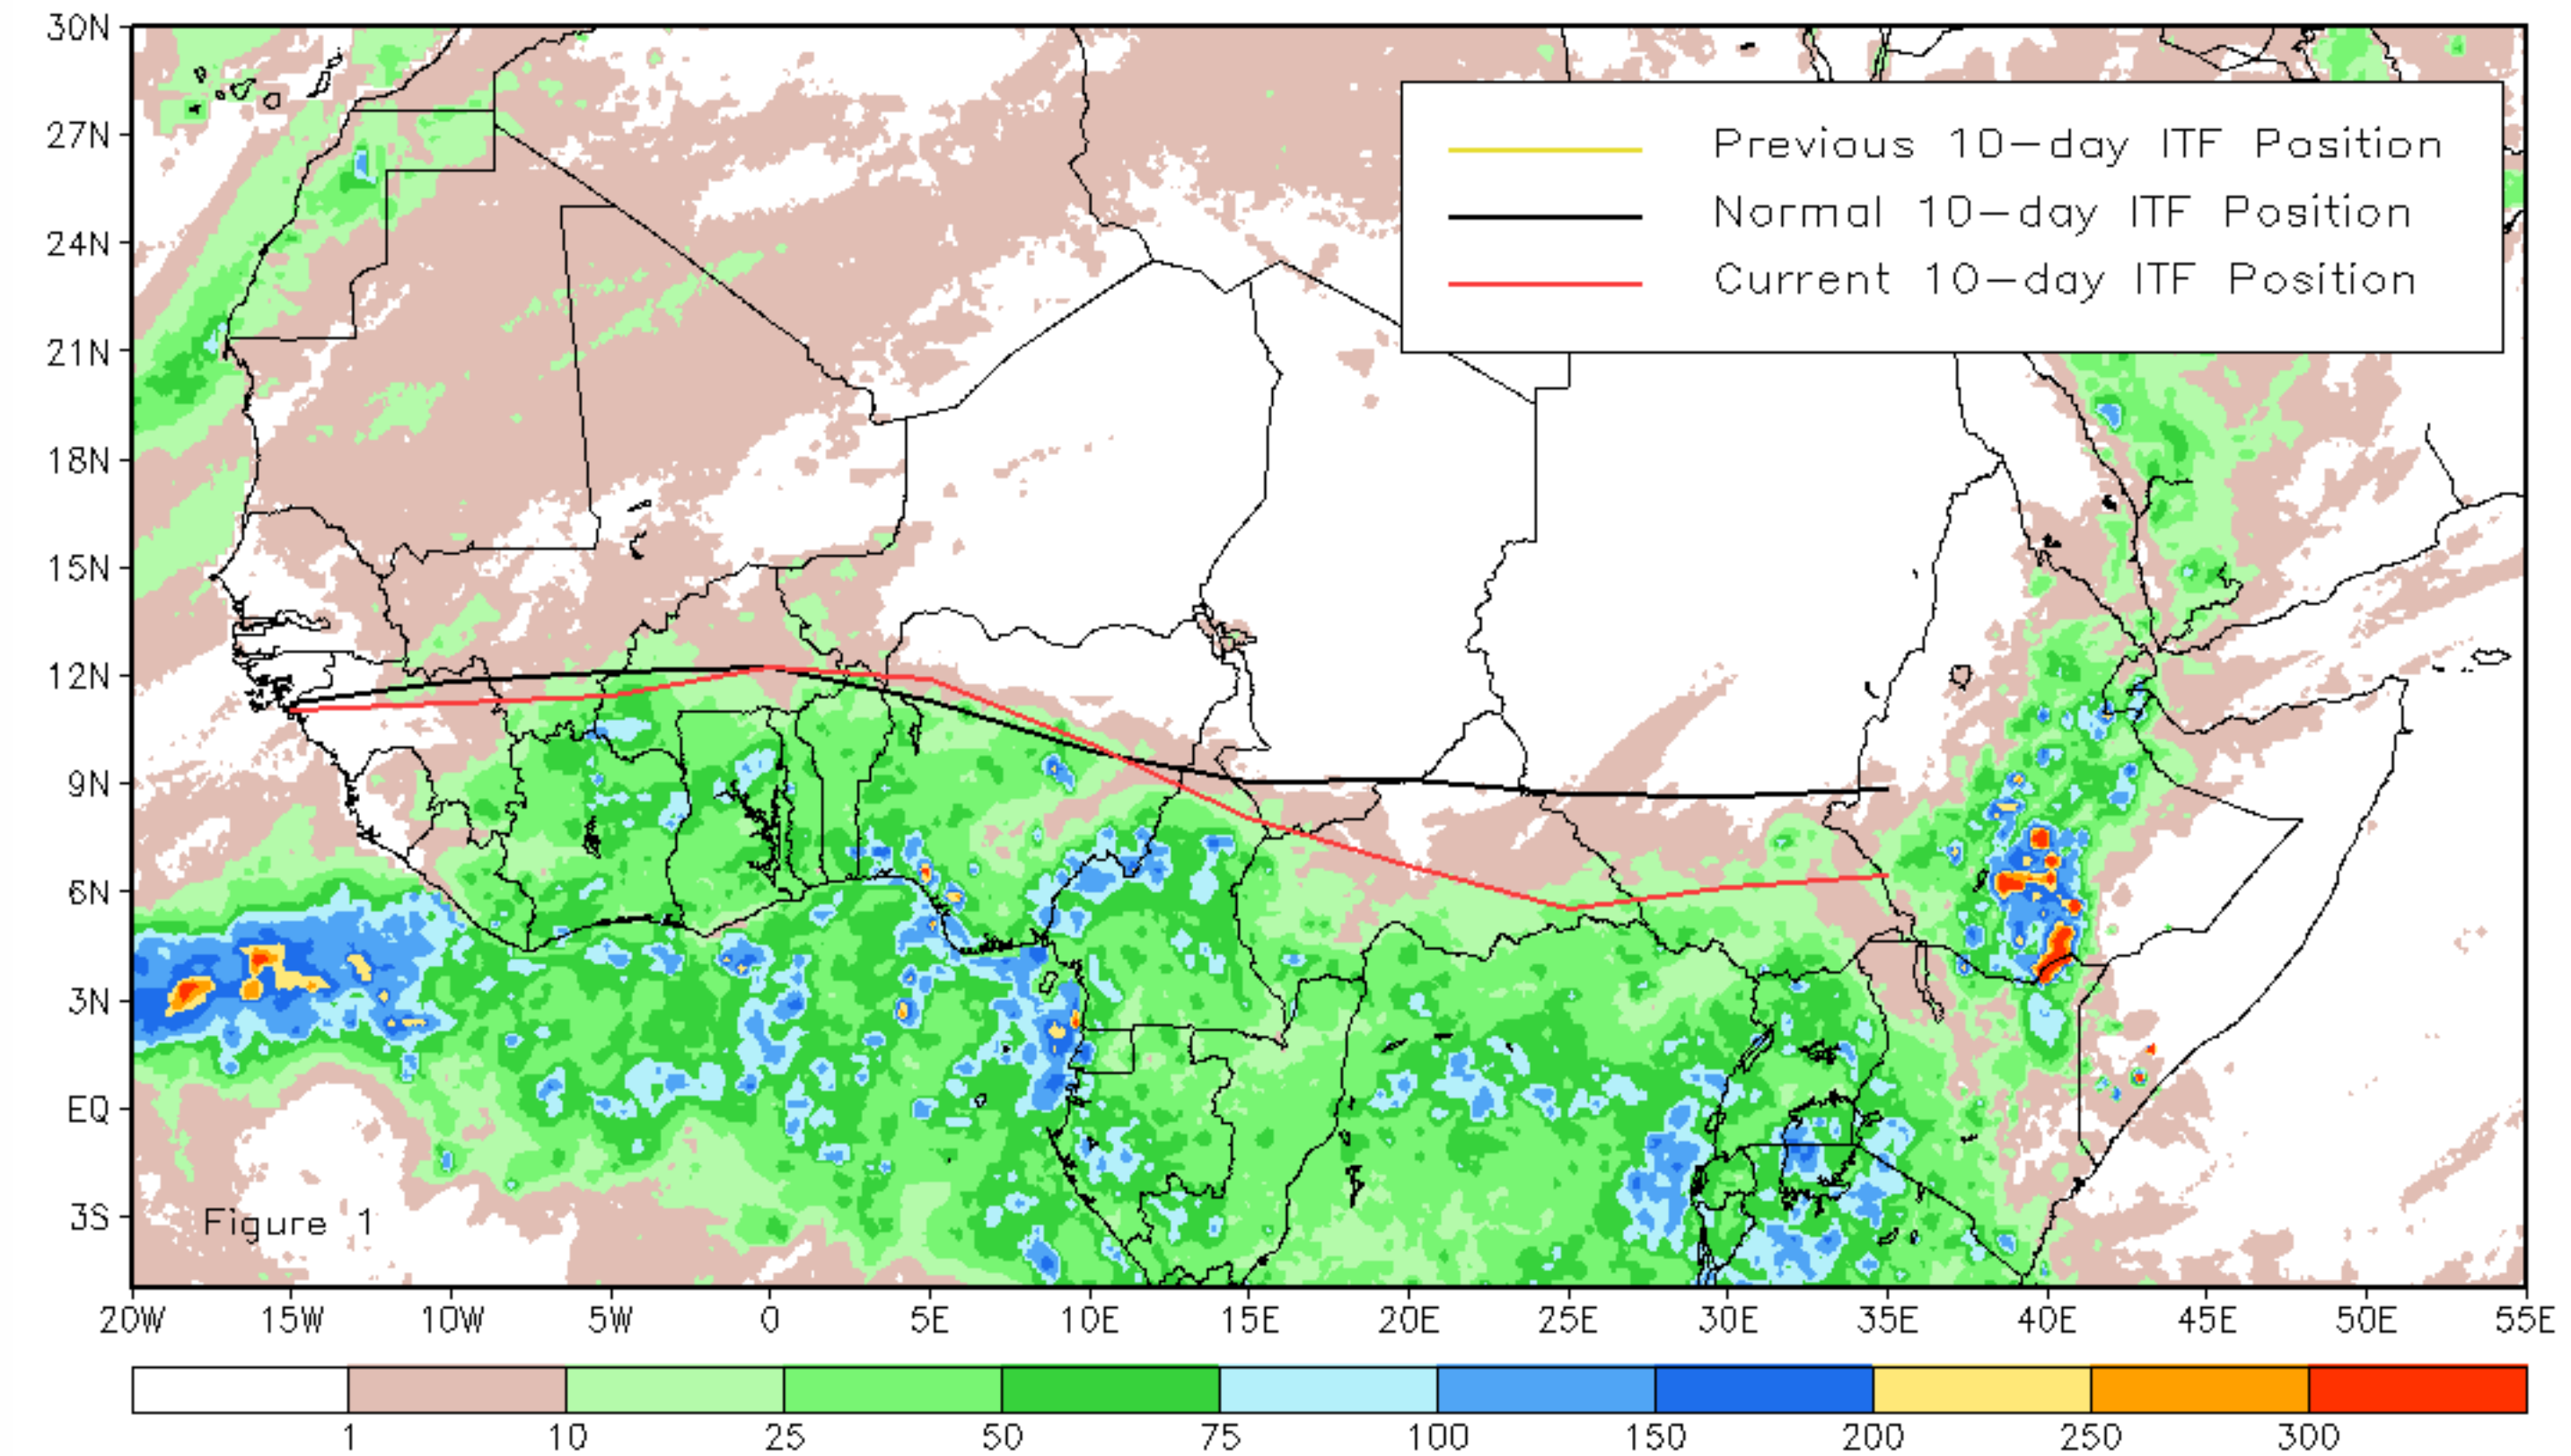 30N
27N
24N
21N
18N
15N
12N
9N
6N
3N
EQ
3S
Previous 10-day ITF Position
Normal 10-day ITF Position
Current 10-day ITF Position
Figure 1
20W 15W 10W 5W 0 5E 10E 15E 20E 25E 30E 35E 40E 45E 50E 55E
1 10 25 50 75 100 150 200 250 300